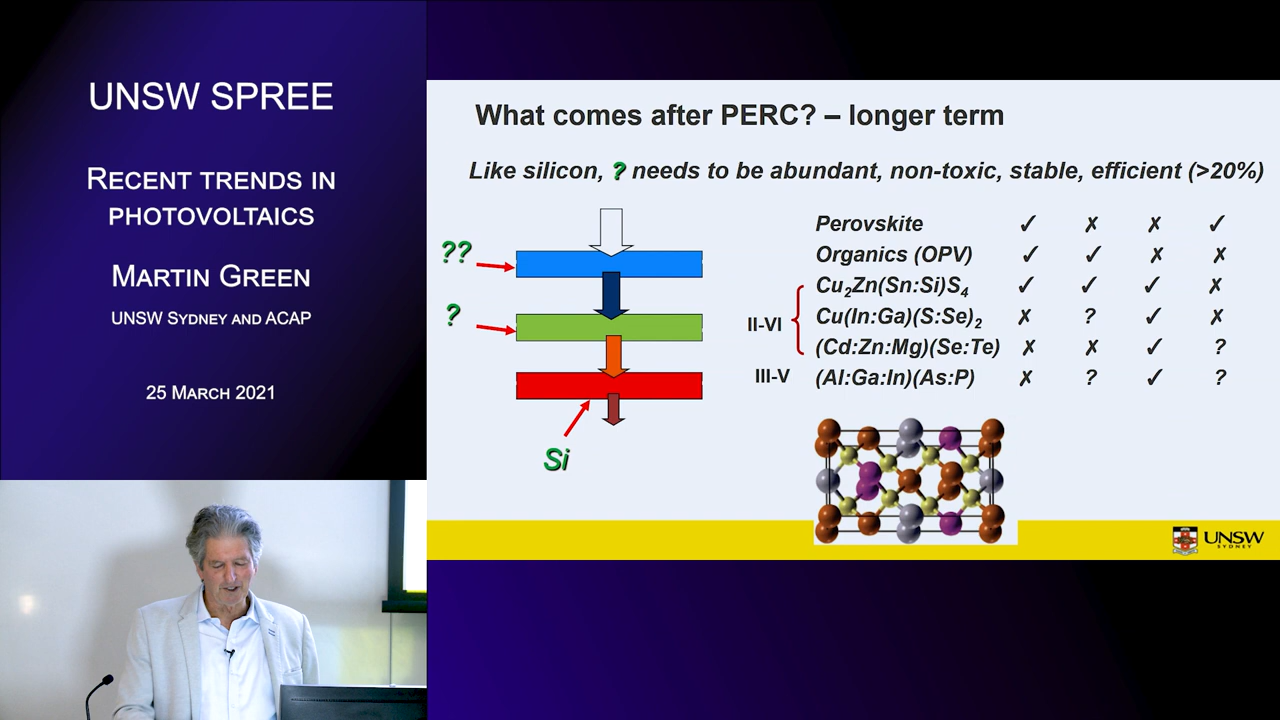 UNSW SPREE
RECENT TRENDS IN
PHOTOVOLTAICS
MARTIN GREEN
UNSW SYDNEY AND ACAP
25 MARCH 2021
What comes after PERC? – longer term
Like silicon, ? needs to be abundant, non-toxic, stable, efficient (>20%)
??
?
Si
Perovskite ✓ ✗ ✗ ✓
Organics (OPV) ✓ ✓ ✗ ✗
Cu₂Zn(Sn:Si)S₄ ✓ ✓ ✓ ✗
II-VI
Cu(In:Ga)(S:Se)₂ ✗ ? ✓ ✗
(Cd:Zn:Mg)(Se:Te) ✗ ✗ ✓ ?
III-V (Al:Ga:In)(As:P) ✗ ? ✓ ?
UNSW
SYDNEY